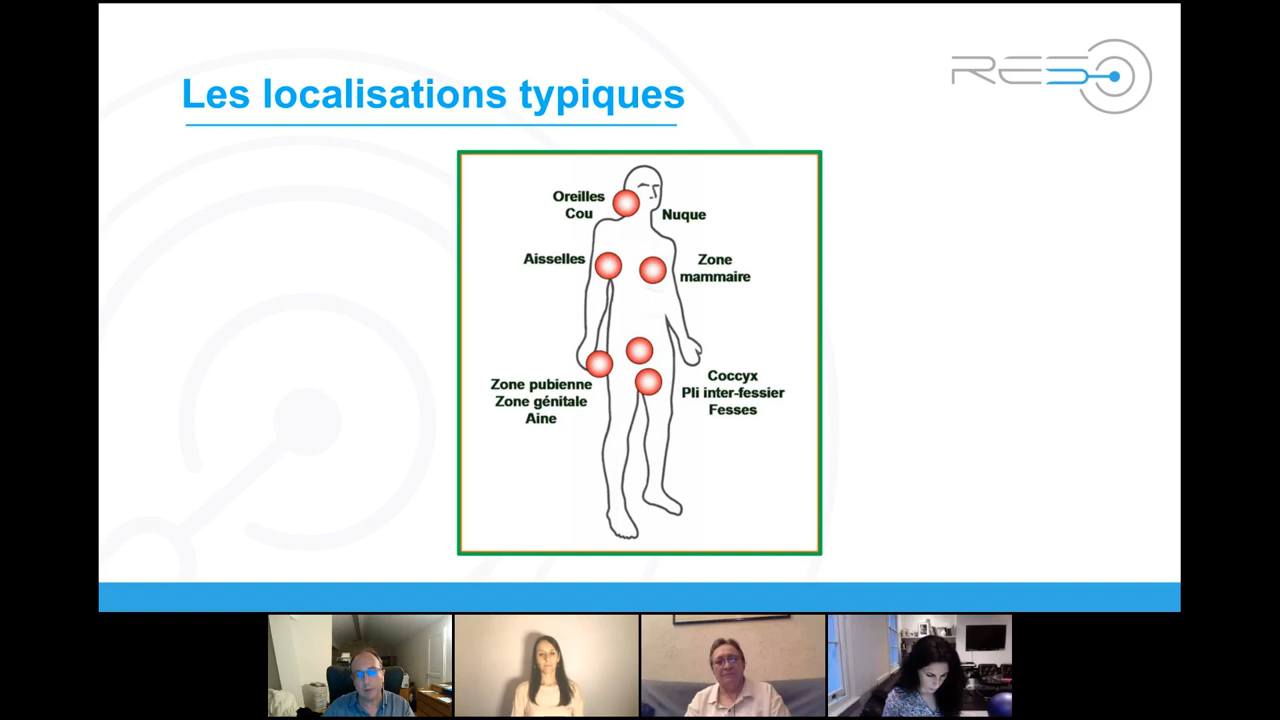 Les localisations typiques
RESO
Oreilles
Cou
Nuque
Aisselles
Zone
mammaire
Zone pubienne
Zone génitale
Aine
Coccyx
Pli inter-fessier
Fesses